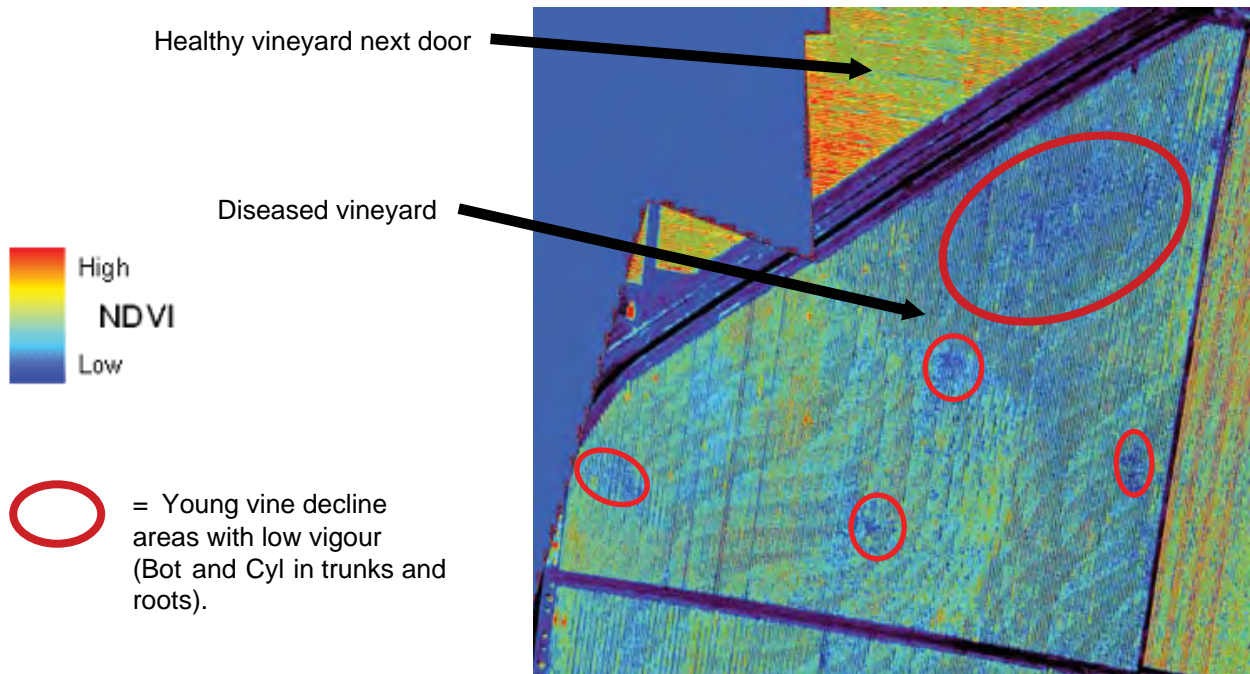 Healthy vineyard next door
Diseased vineyard
High
NDVI
Low
= Young vine decline
areas with low vigour
(Bot and Cyl in trunks and
roots).